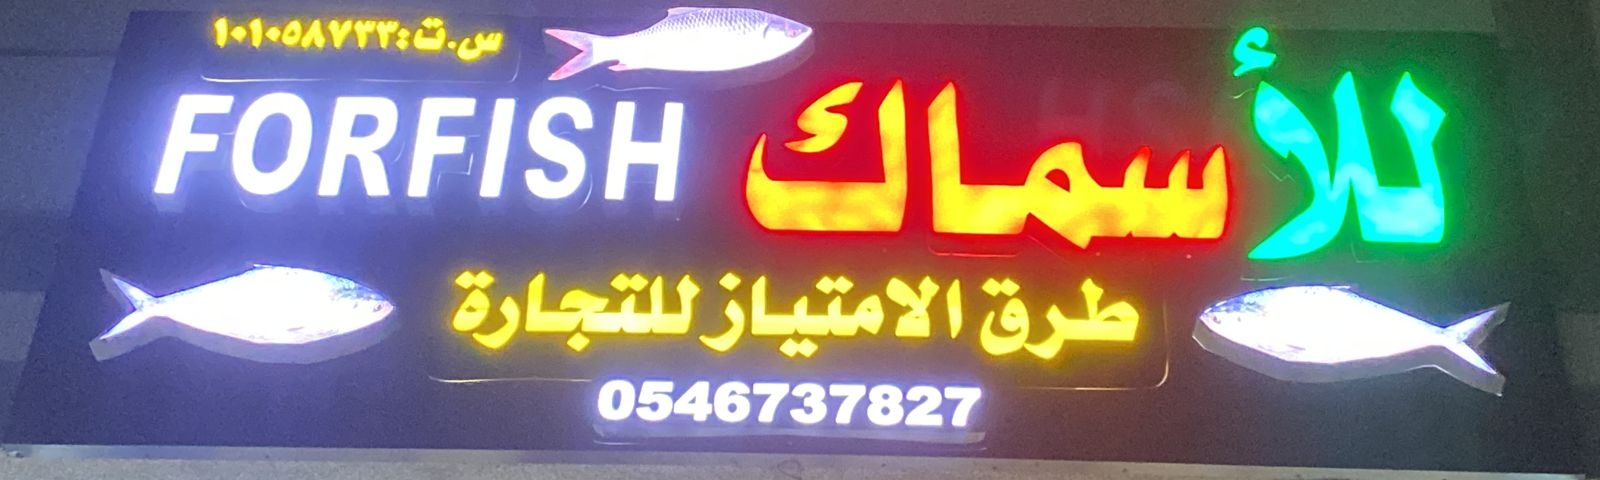 س.ت:١٠١٠٥٨٧٣٣
للأسماك FORFISH
طرق الامتياز للتجارة
0546737827